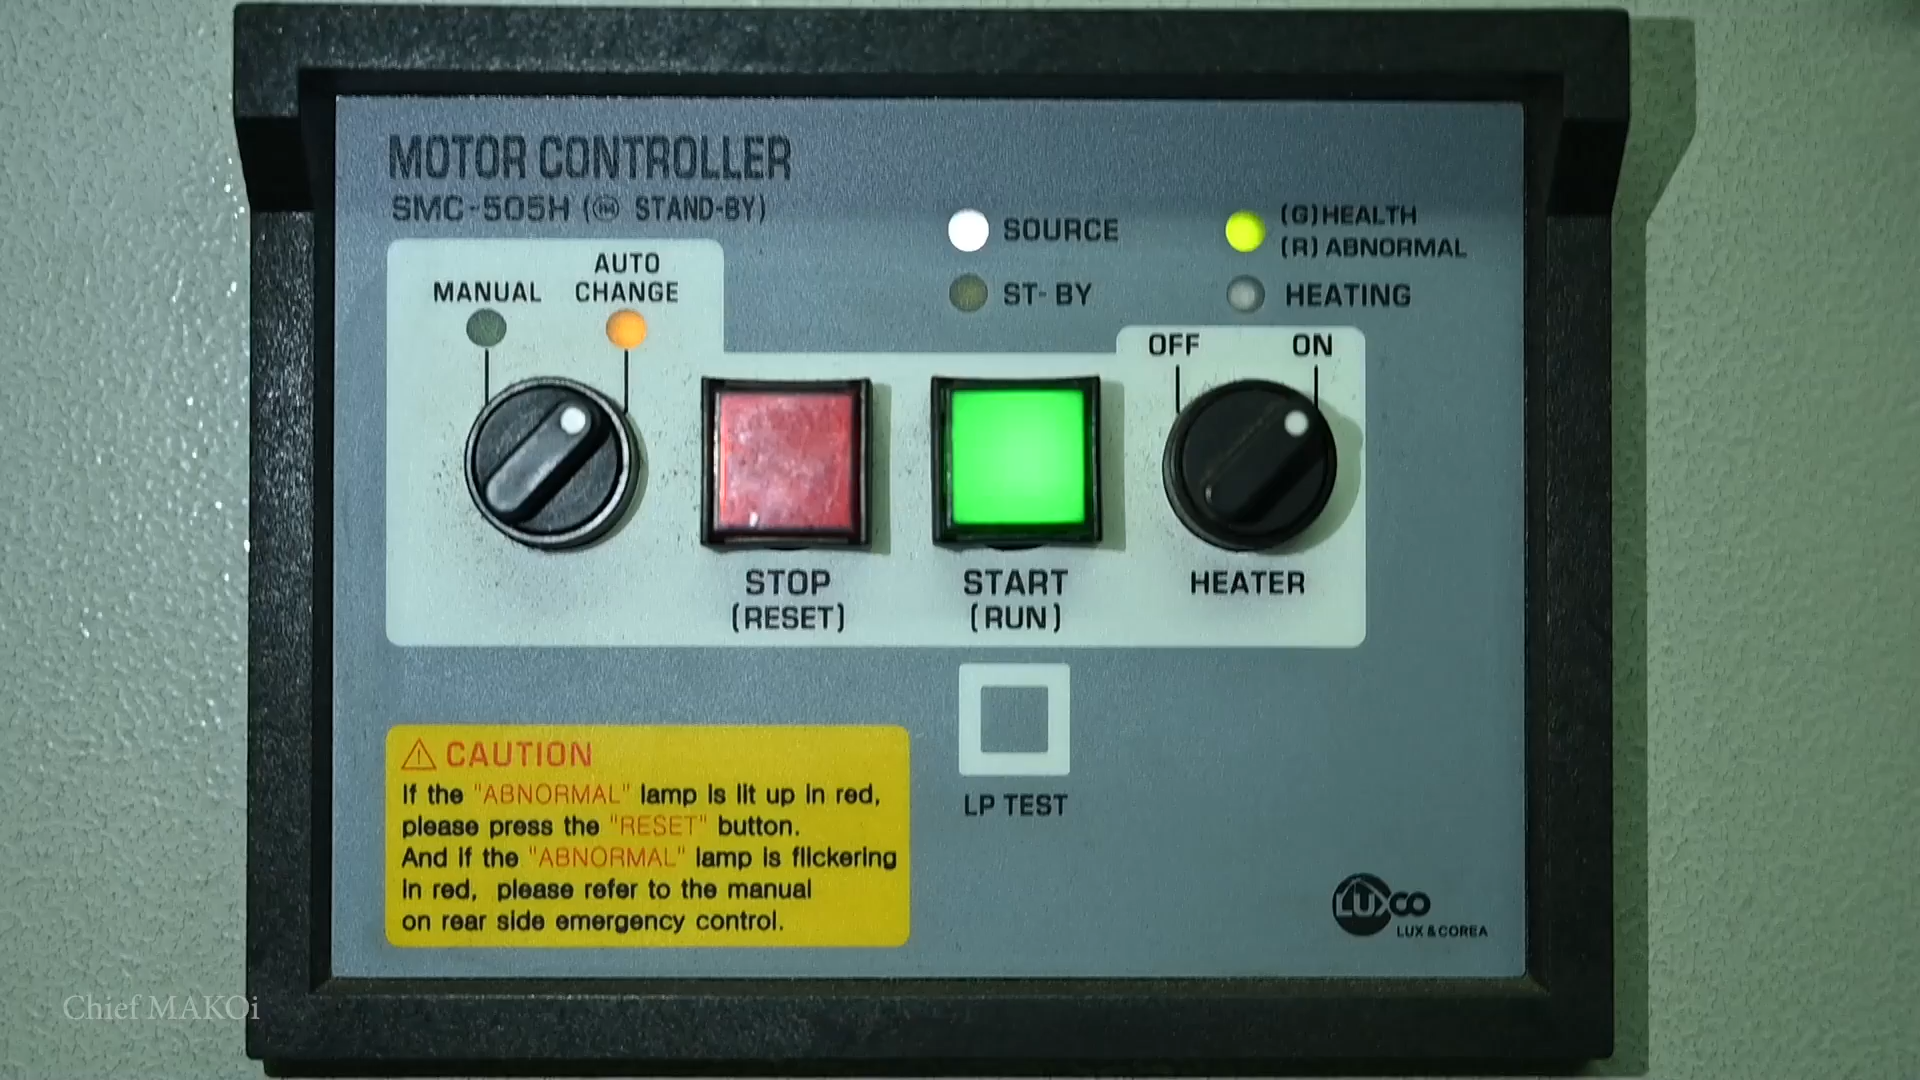 MOTOR CONTROLLER
SMC-505H ( STAND-BY)
SOURCE
(G)HEALTH
(R) ABNORMAL
ST-BY
HEATING
MANUAL
AUTO
CHANGE
OFF
ON
STOP
(RESET)
START
(RUN)
HEATER
LP TEST
CAUTION
If the "ABNORMAL" lamp is lit up in red,
please press the "RESET" button.
And if the "ABNORMAL" lamp is flickering
in red, please refer to the manual
on rear side emergency control.
LUXCO
LUX & COREA
Chief MAKOi